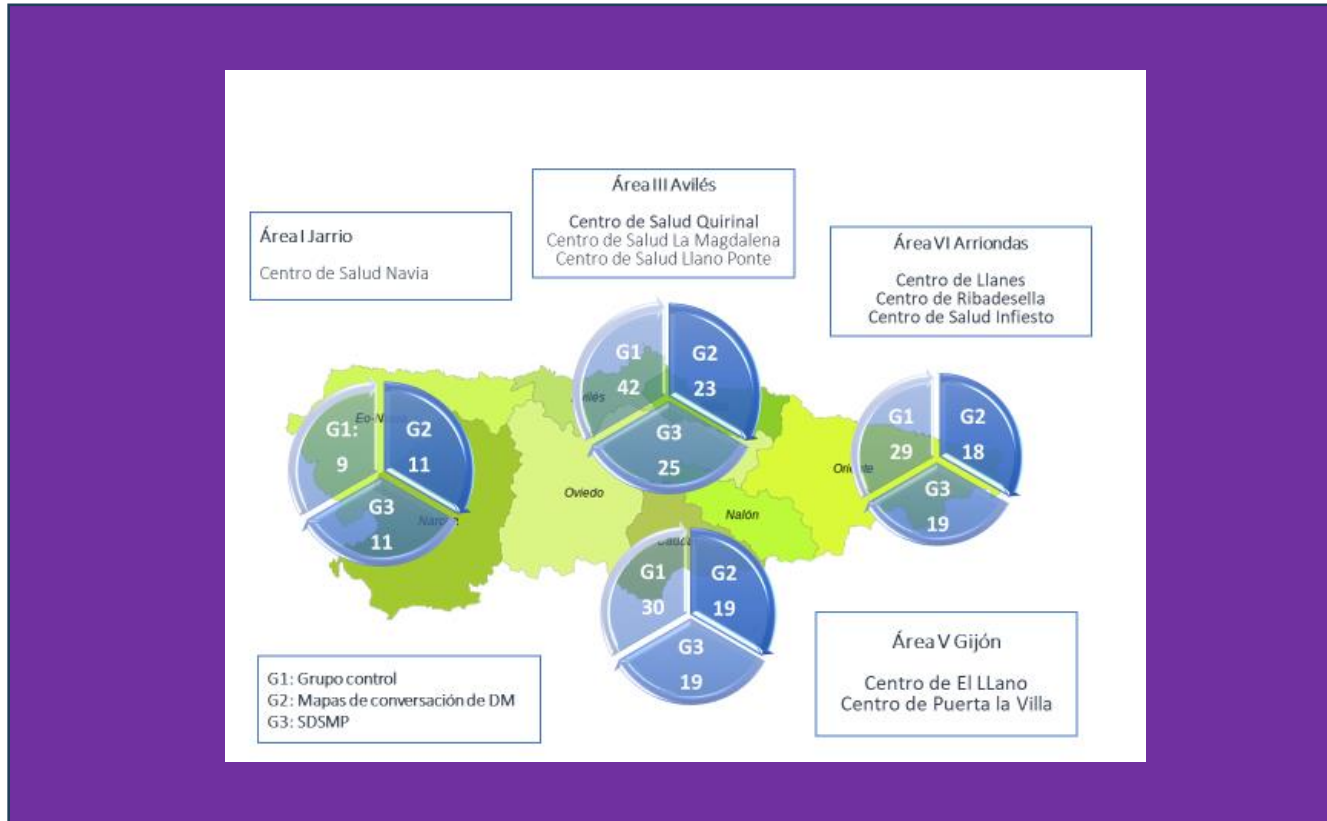 Área III Avilés
Centro de Salud Quirinal
Centro de Salud La Magdalena
Centro de Salud Llano Ponte
Área I Jarrio
Centro de Salud Navia
Área VI Arriondas
Centro de Llanes
Centro de Ribadesella
Centro de Salud Infiesto
G1:
9
G2
11
G3
11
G1
42
G2
23
G3
25
G1
29
G2
18
G3
19
G1
30
G2
19
G3
19
Oviedo
Nalón
Oriente
G1: Grupo control
G2: Mapas de conversación de DM
G3: SDSMP
Área V Gijón
Centro de El LLano
Centro de Puerta la Villa